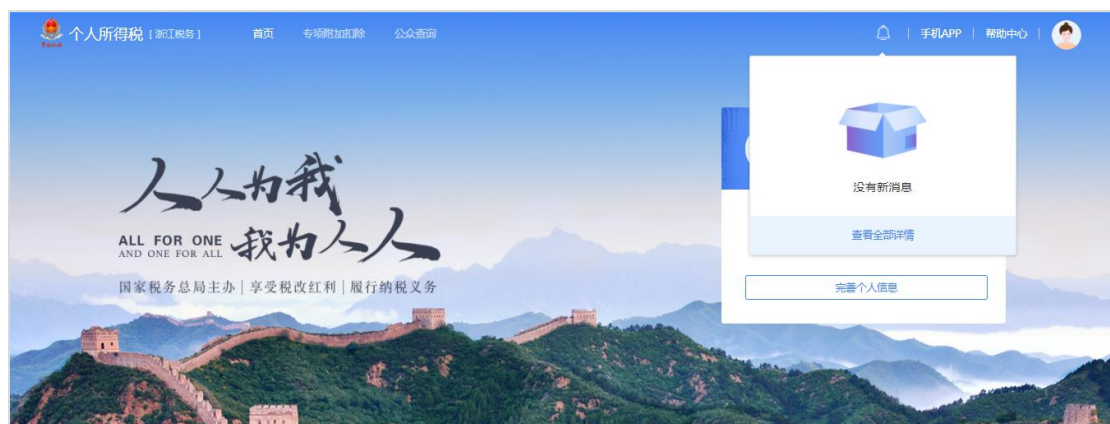 个人所得税 [ 浙江税务 ] 首页 专项附加扣除 公众查询 | 手机APP | 帮助中心 |
没有新消息
查看全部详情
完善个人信息
人人为我
ALL FOR ONE
AND ONE FOR ALL
我为人人
国家税务总局主办 | 享受税改红利 | 履行纳税义务